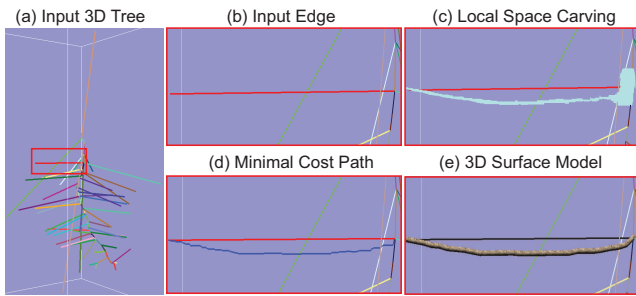 (a) Input 3D Tree
(b) Input Edge
(c) Local Space Carving
(d) Minimal Cost Path
(e) 3D Surface Model